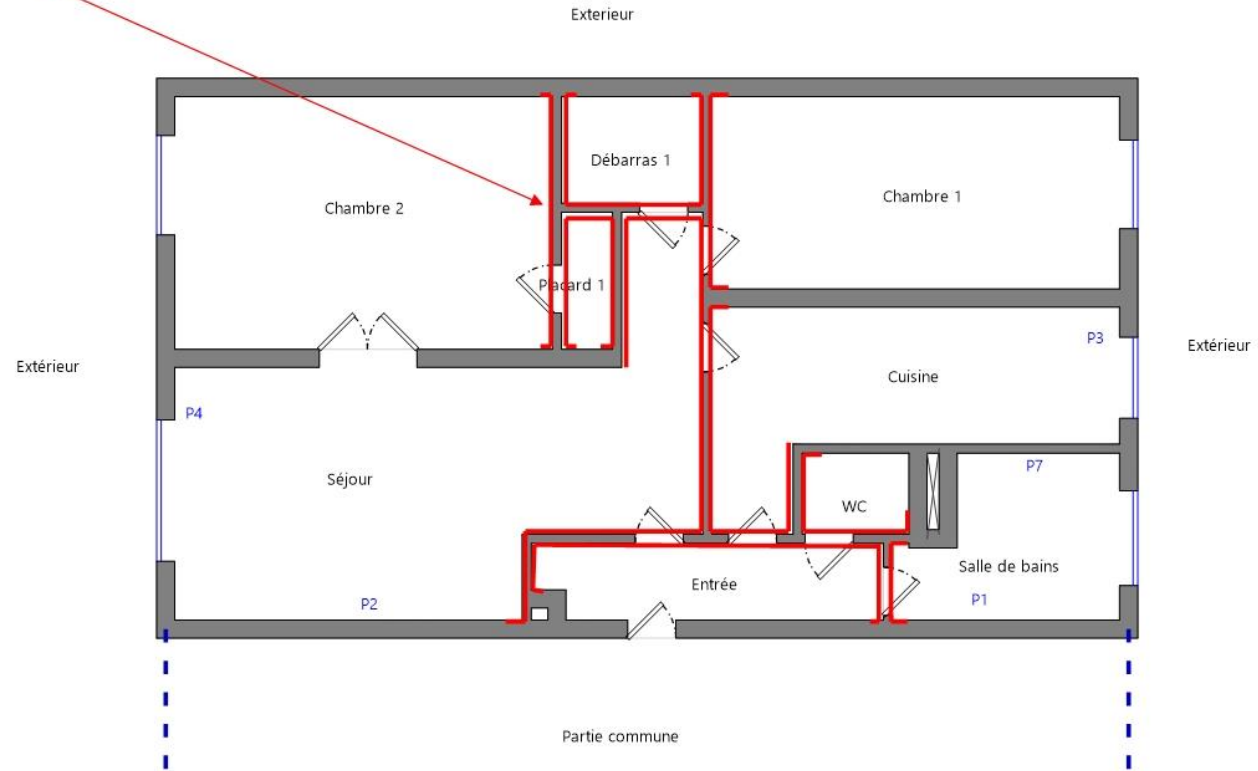 Exterieur
Débarras 1
Chambre 1
Chambre 2
Placard 1
Extérieur
P3
Extérieur
Cuisine
P4
Séjour
P7
WC
Salle de bains
Entrée
P2
P1
Partie commune